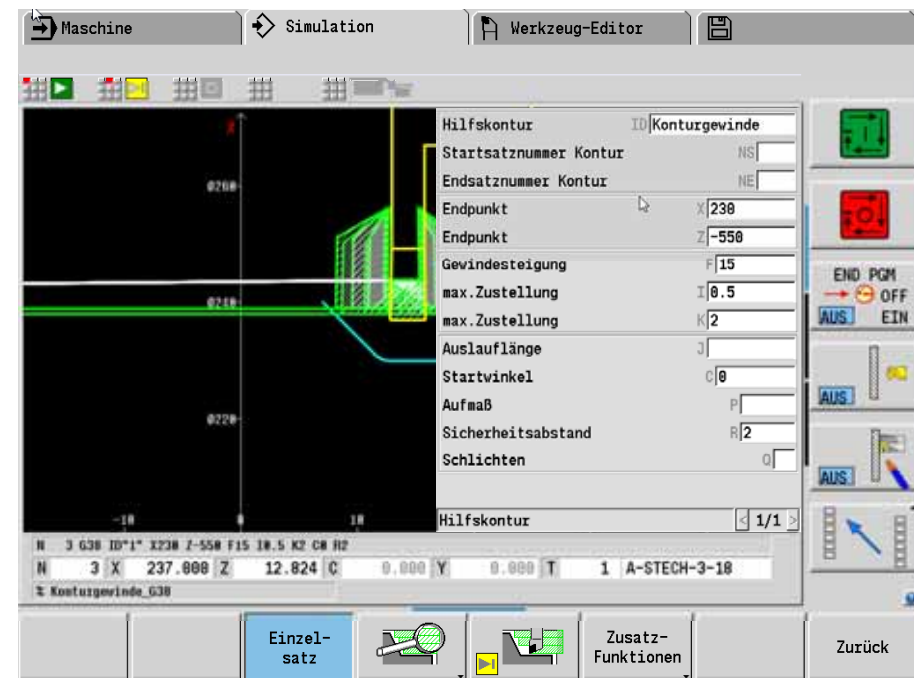 Maschine
Simulation
Werkzeug-Editor
X
Ø260
Ø240
Ø220
-10
0
10
Hilfskontur ID Konturgewinde
Startsatznummer Kontur NS
Endsatznummer Kontur NE
Endpunkt X 230
Endpunkt Z -550
Gewindesteigung F 15
max.Zustellung I 0.5
max.Zustellung K 2
Auslauflänge J
Startwinkel C 0
Aufmaß P
Sicherheitsabstand R 2
Schlichten Q
Hilfskontur < 1/1 >
END PGM
OFF
AUS EIN
AUS
AUS
N 3 G38 ID"1" X230 Z-550 F15 I0.5 K2 C0 R2
N 3 X 237.000 Z 12.824 C 0.000 Y 0.000 T 1 A-STECH-3-18
% Konturgewinde_G38
Einzel-
satz
Zusatz-
Funktionen
Zurück